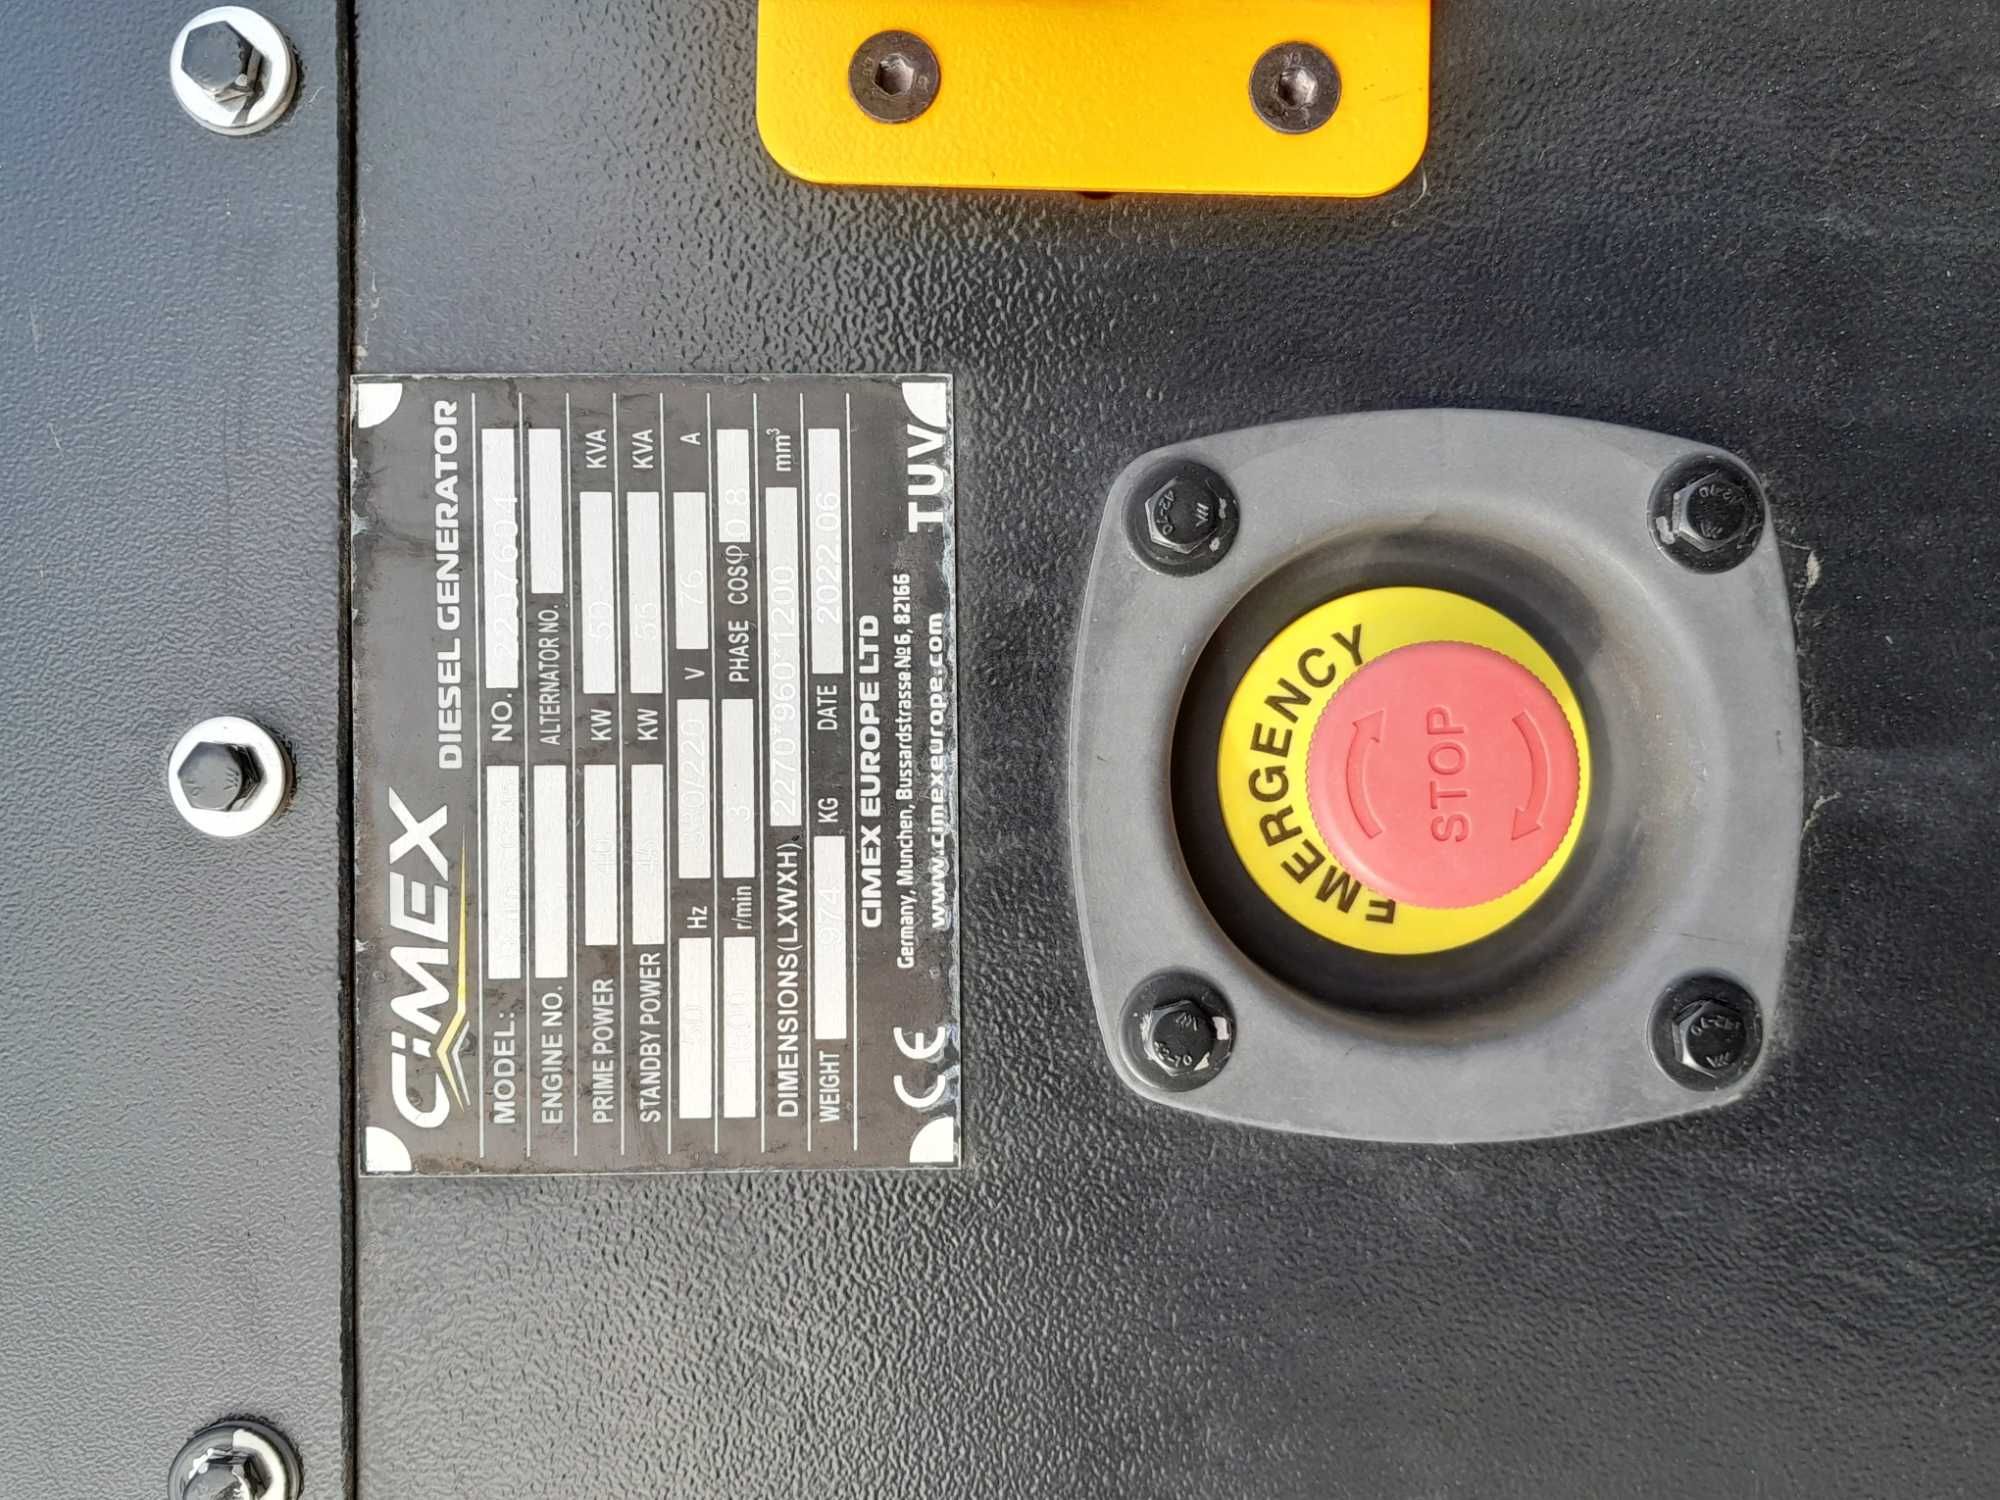 CIMEX
DIESEL GENERATOR
MODEL: NO.
ENGINE NO. ALTERNATOR NO.
PRIME POWER 40 KW 50 KVA
STANDBY POWER 45 KW 55 KVA
50 Hz 380/220 V 76 A
1500 r/min 3 PHASE COSφ 0.8
DIMENSIONS(LXWXH) 2270*960*1200 mm³
WEIGHT 974 KG DATE 2022.06
CIMEX EUROPE LTD
CE Germany, Munchen, Bussardstrasse.№6, 82166 TUV
www.cimexeurope.com
EMERGENCY
STOP